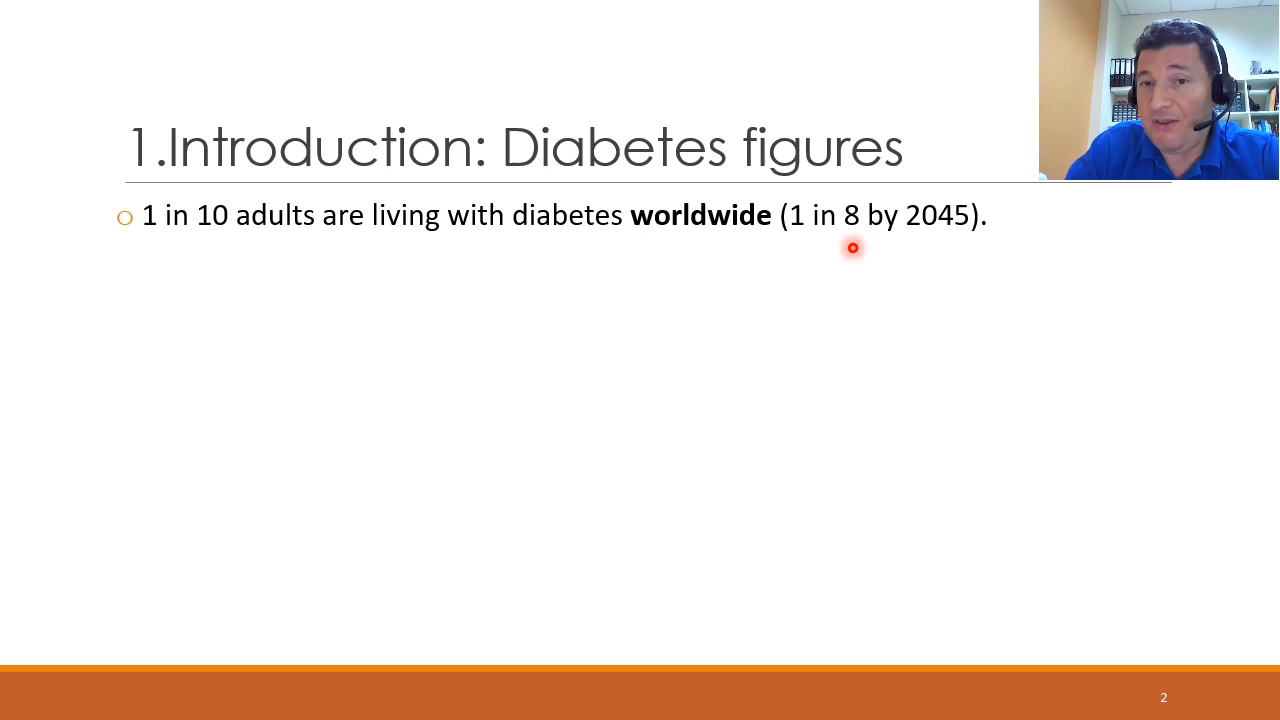 1.Introduction: Diabetes figures
1 in 10 adults are living with diabetes worldwide (1 in 8 by 2045).
2